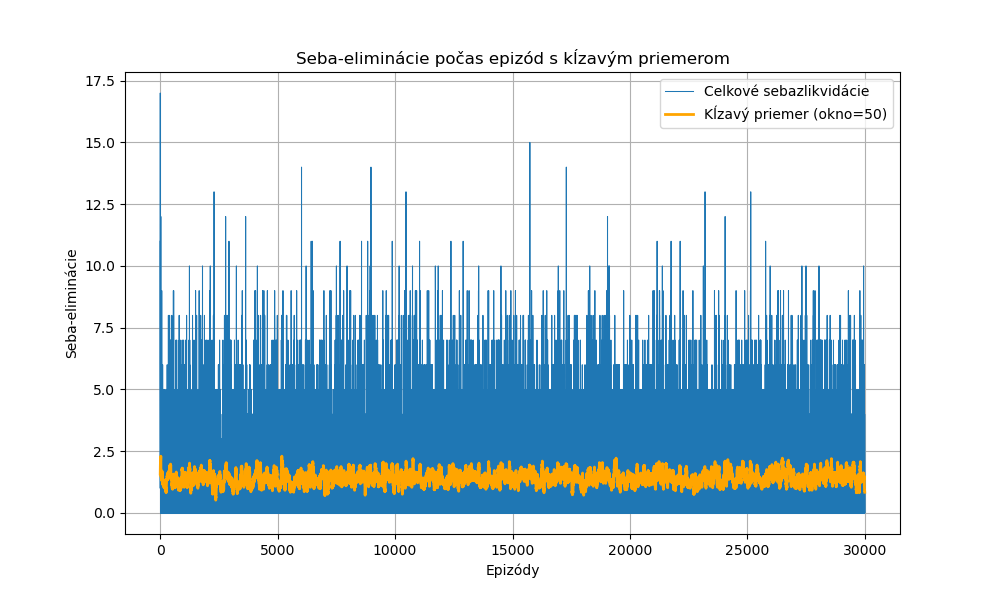 Seba-eliminácie počas epizód s kĺzavým priemerom
Celkové sebazlikvidácie
Kĺzavý priemer (okno=50)
Seba-eliminácie
17.5
15.0
12.5
10.0
7.5
5.0
2.5
0.0
0 5000 10000 15000 20000 25000 30000
Epizódy